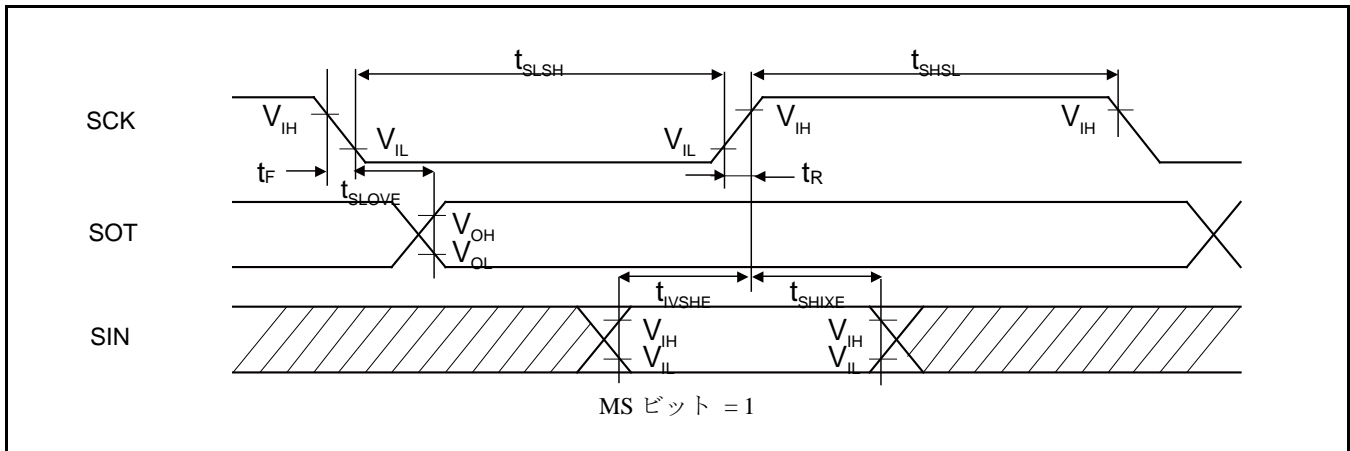 tSLSH tSHSL
SCK VIH VIL VIL VIH VIH
tF tSLOVE tR
SOT VOH VOL
tIVSHE tSHIXE
SIN VIH VIL VIH VIL
MS ビット = 1